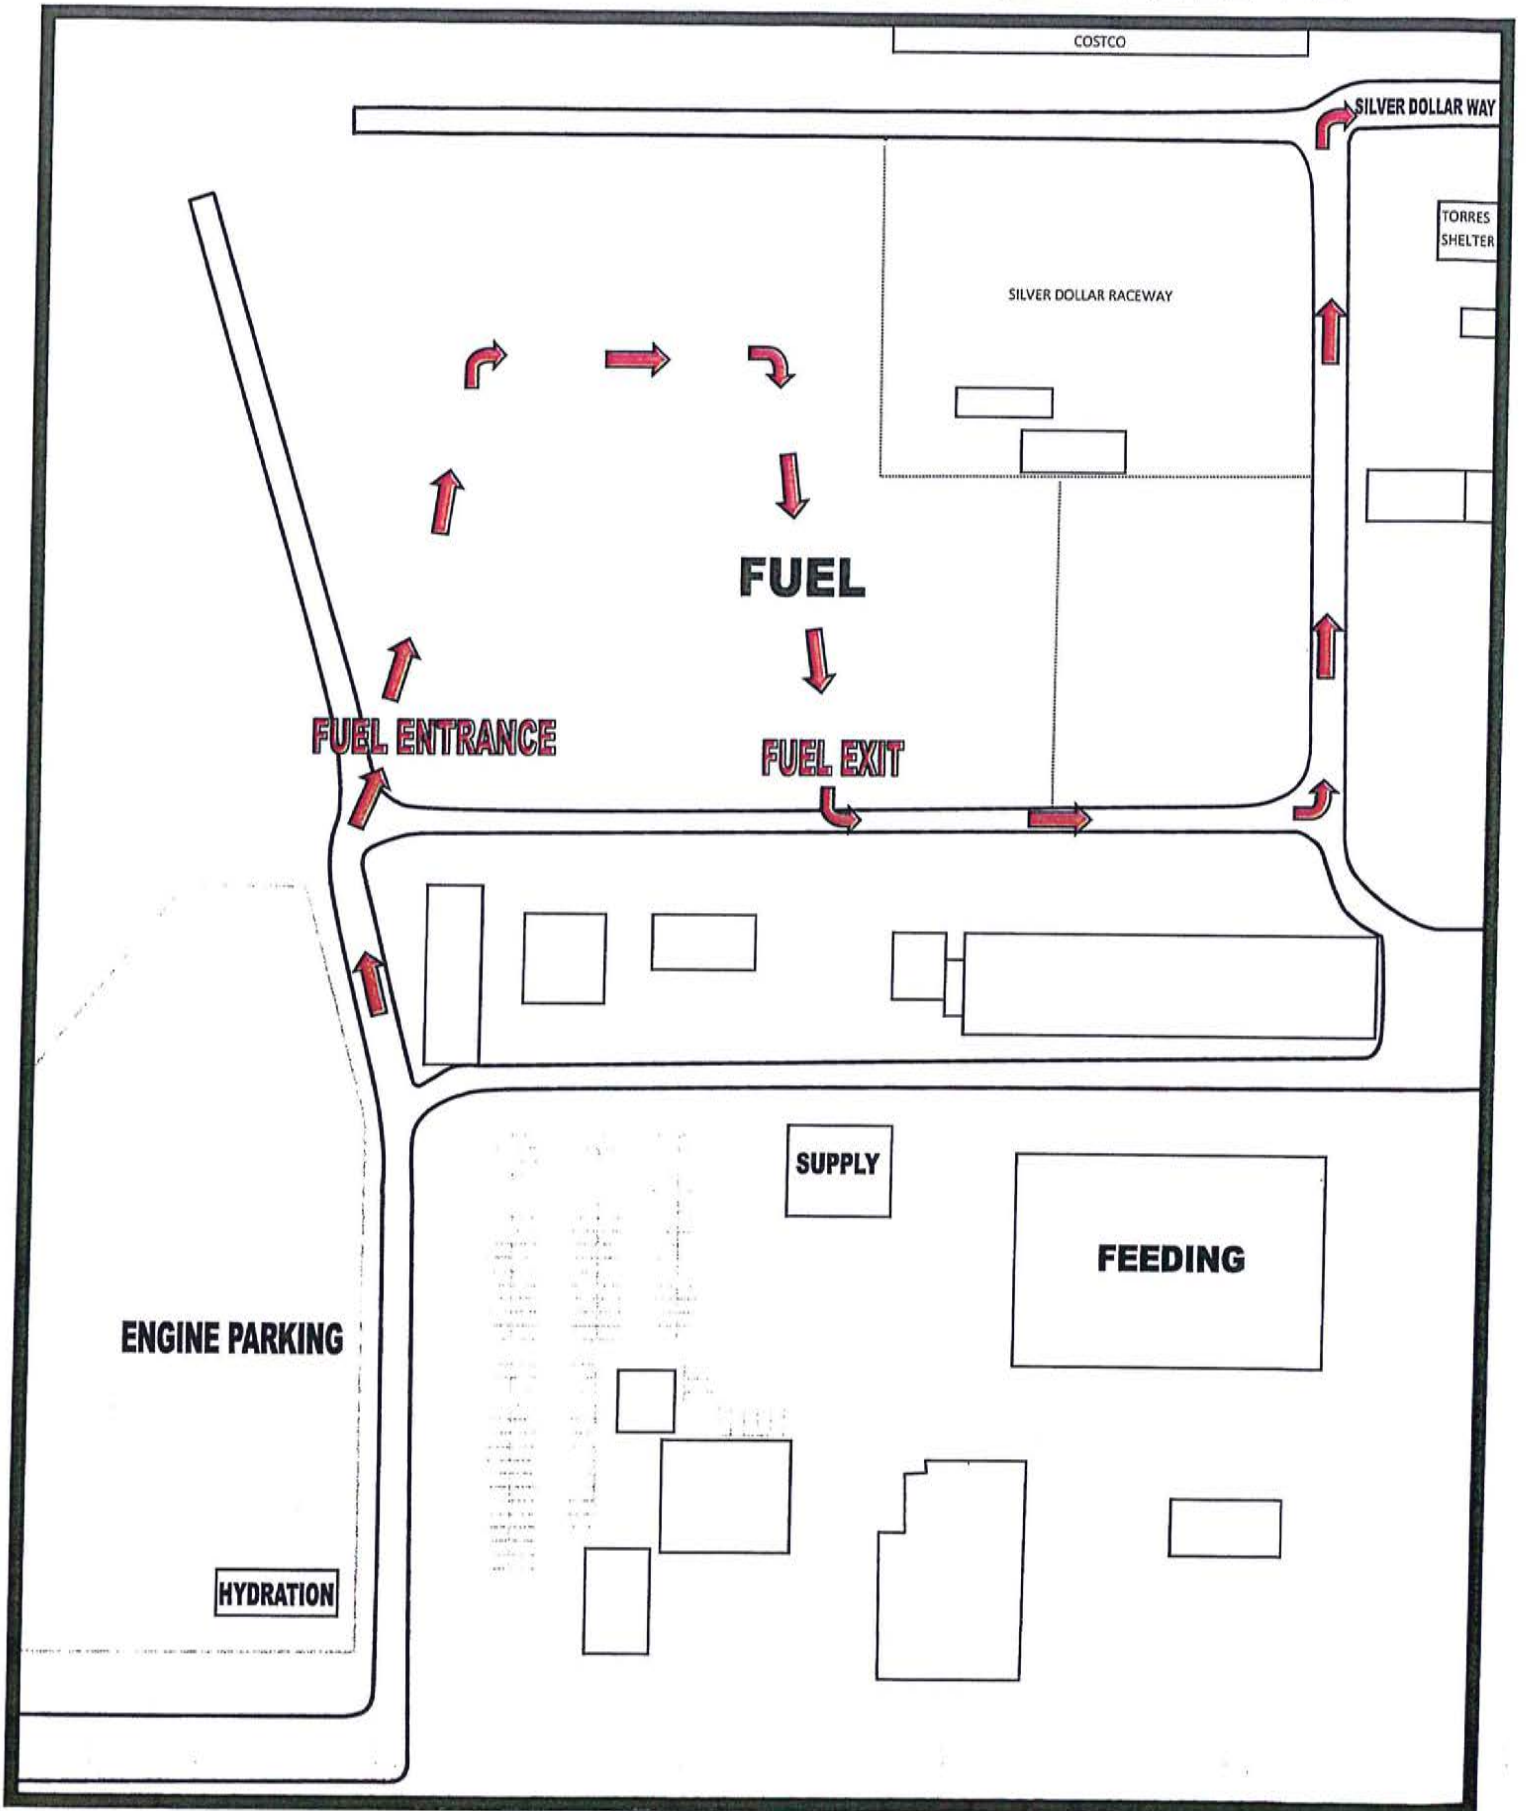 COSTCO
SILVER DOLLAR WAY
TORRES
SHELTER
SILVER DOLLAR RACEWAY
FUEL
FUEL ENTRANCE
FUEL EXIT
SUPPLY
FEEDING
ENGINE PARKING
HYDRATION